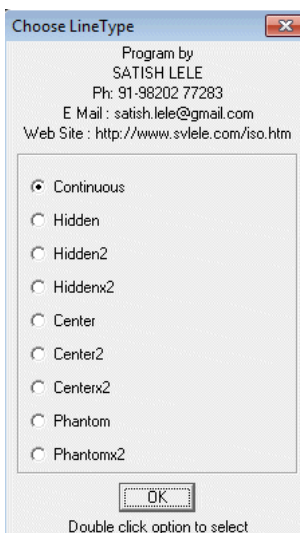 Choose LineType
Program by
SATISH LELE
Ph: 91-98202 77283
E Mail : satish.lele@gmail.com
Web Site : http://www.svlele.com/iso.htm
Continuous
Hidden
Hidden2
Hiddenx2
Center
Center2
Centerx2
Phantom
Phantomx2
OK
Double click option to select